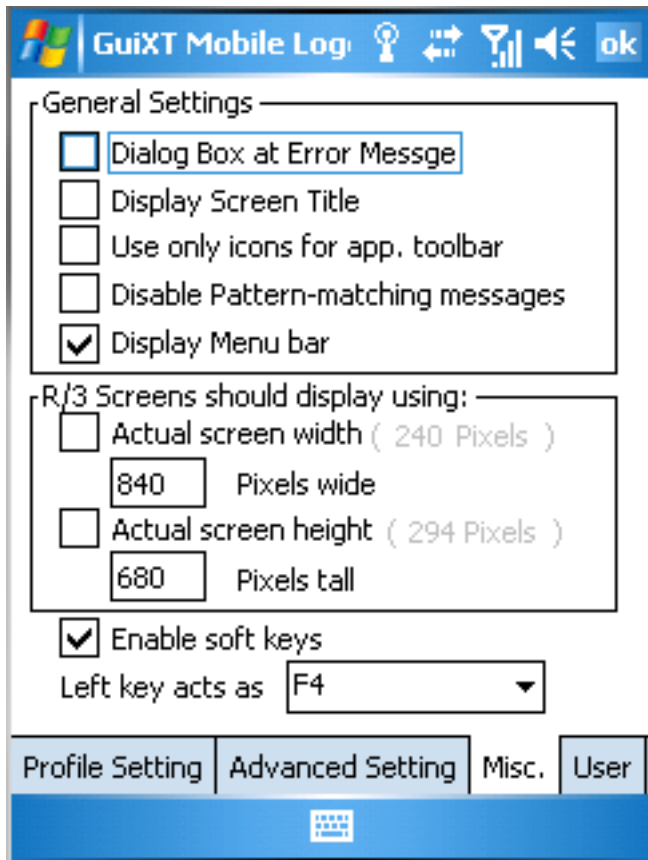 GuiXT Mobile Log
ok
General Settings
Dialog Box at Error Messge
Display Screen Title
Use only icons for app. toolbar
Disable Pattern-matching messages
Display Menu bar
R/3 Screens should display using:
Actual screen width ( 240 Pixels )
840 Pixels wide
Actual screen height ( 294 Pixels )
680 Pixels tall
Enable soft keys
Left key acts as F4
Profile Setting Advanced Setting Misc. User